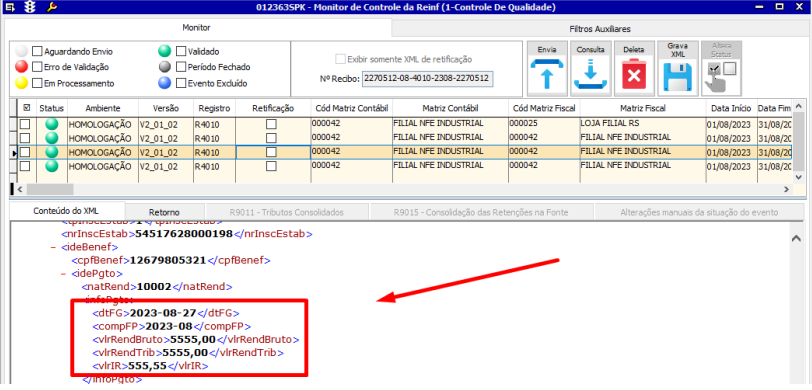 012363SPK - Monitor de Controle da Reinf (1-Controle De Qualidade)
Monitor
Filtros Auxiliares
Aguardando Envio
Validado
Erro de Validação
Período Fechado
Em Processamento
Evento Excluído
Exibir somente XML de retificação
Nº Recibo: 2270512-08-4010-2308-2270512
Envia
Consulta
Deleta
Grava XML
Altera Status
Status Ambiente Versão Registro Retificação Cód Matriz Contábil Matriz Contábil Cód Matriz Fiscal Matriz Fiscal Data Início Data Fim
HOMOLOGAÇÃO V2_01_02 R4010 000042 FILIAL NFE INDUSTRIAL 000025 LOJA FILIAL RS 01/08/2023 31/08/20
HOMOLOGAÇÃO V2_01_02 R4010 000042 FILIAL NFE INDUSTRIAL 000042 FILIAL NFE INDUSTRIAL 01/08/2023 31/08/20
HOMOLOGAÇÃO V2_01_02 R4010 000042 FILIAL NFE INDUSTRIAL 000042 FILIAL NFE INDUSTRIAL 01/08/2023 31/08/20
HOMOLOGAÇÃO V2_01_02 R4010 000042 FILIAL NFE INDUSTRIAL 000042 FILIAL NFE INDUSTRIAL 01/08/2023 31/08/20
Conteúdo do XML
Retorno
R9011 - Tributos Consolidados
R9015 - Consolidação das Retenções na Fonte
Alterações manuais da situação do evento
<tpInscEstab>1</tpInscEstab>
<nrInscEstab>54517628000198</nrInscEstab>
- <ideBenef>
<cpfBenef>12679805321</cpfBenef>
- <idePgto>
<natRend>10002</natRend>
<infoPgto>
<dtFG>2023-08-27</dtFG>
<compFP>2023-08</compFP>
<vlrRendBruto>5555,00</vlrRendBruto>
<vlrRendTrib>5555,00</vlrRendTrib>
<vlrIR>555,55</vlrIR>
</infoPgto>